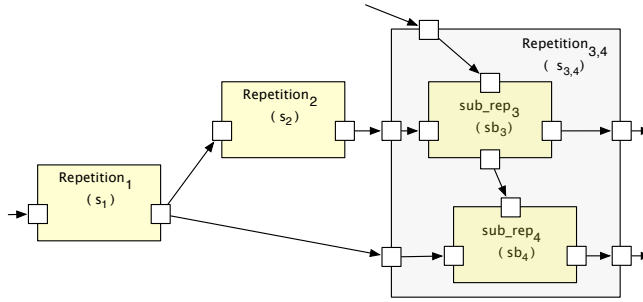 Repetition3,4
( s3,4)
Repetition2
( s2)
sub_rep3
( sb3)
Repetition1
( s1)
sub_rep4
( sb4)